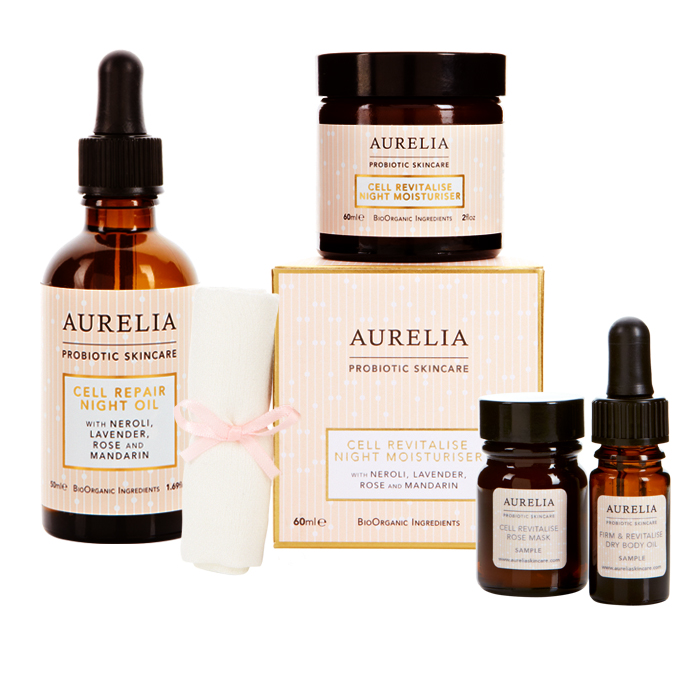 AURELIA
PROBIOTIC SKINCARE
CELL REPAIR
NIGHT OIL
WITH NEROLI,
LAVENDER,
ROSE AND
MANDARIN
50ml℮ BIOORGANIC INGREDIENTS
AURELIA
PROBIOTIC SKINCARE
CELL REVITALISE
NIGHT MOISTURISER
60ml℮ BIOORGANIC INGREDIENTS 2floz
AURELIA
PROBIOTIC SKINCARE
CELL REVITALISE
NIGHT MOISTURISER
WITH NEROLI, LAVENDER,
ROSE AND MANDARIN
60ml℮ BIOORGANIC INGREDIENTS
AURELIA
PROBIOTIC SKINCARE
CELL REVITALISE
ROSE MASK
SAMPLE
www.aureliaskincare.com
AURELIA
PROBIOTIC SKINCARE
FIRM & REVITALISE
DRY BODY OIL
SAMPLE
www.aureliaskincare.com